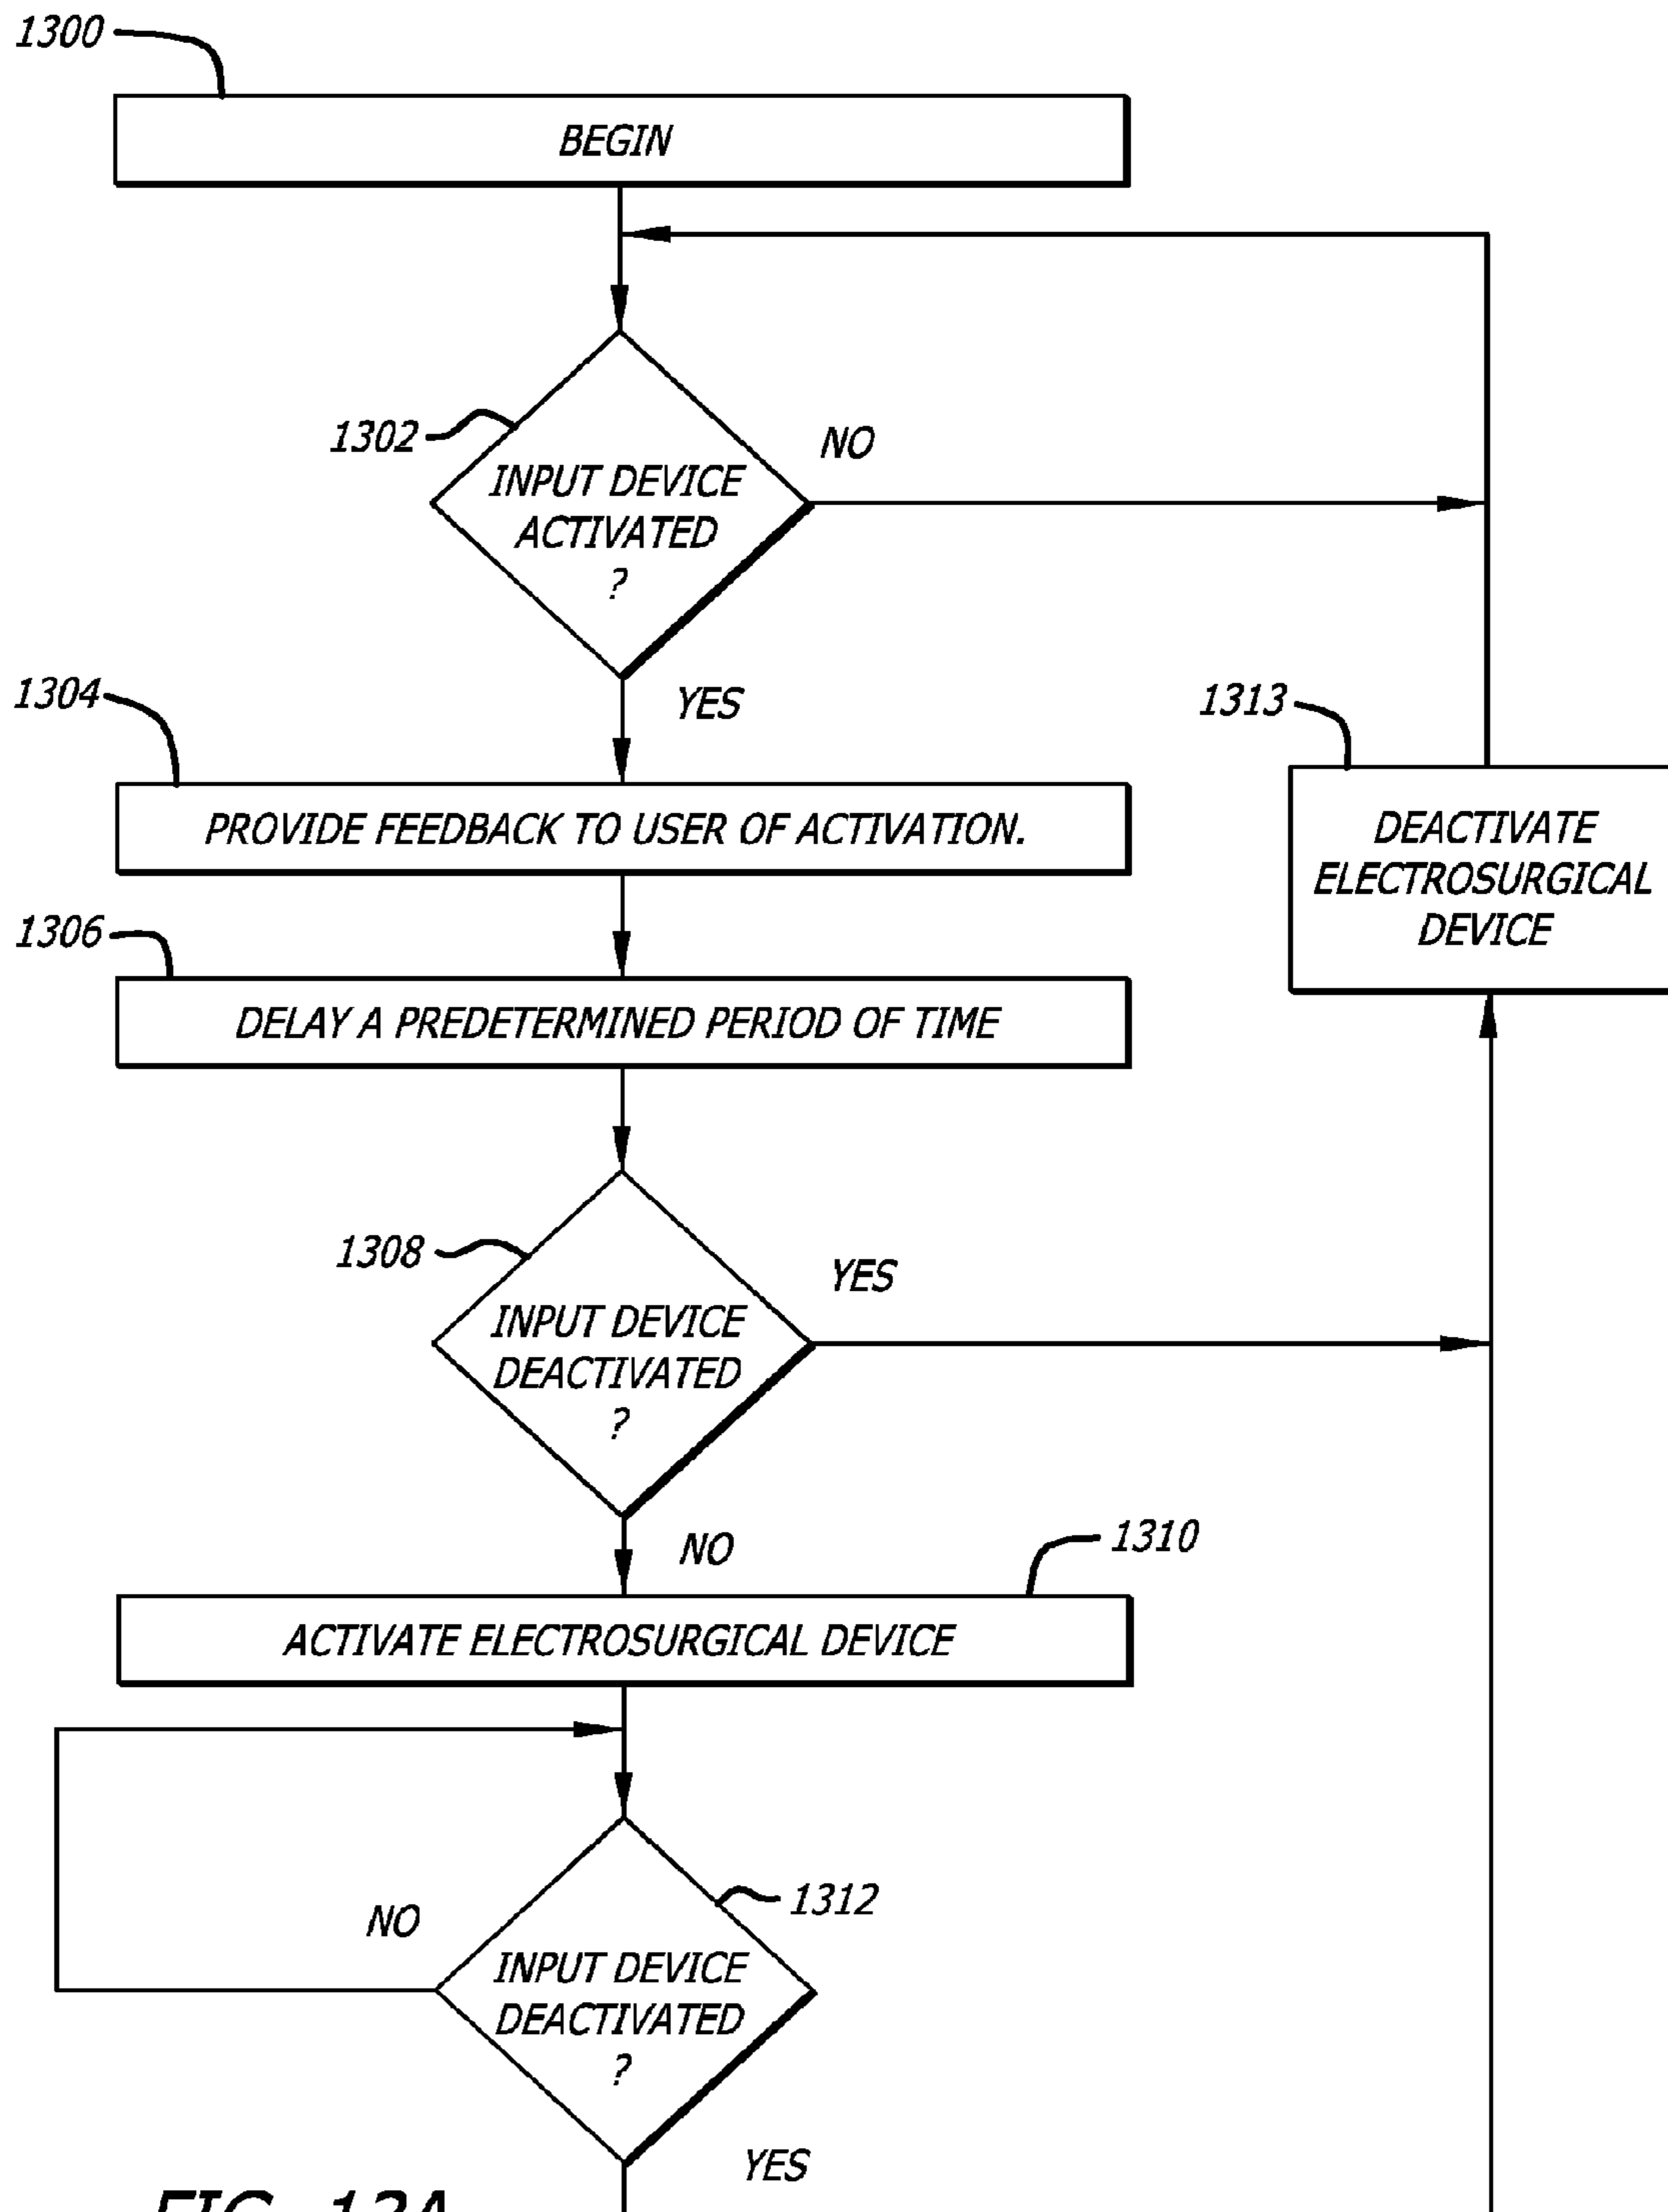 1300
BEGIN
1302
INPUT DEVICE
ACTIVATED
?
NO
YES
1304
PROVIDE FEEDBACK TO USER OF ACTIVATION.
1313
DEACTIVATE
ELECTROSURGICAL
DEVICE
1306
DELAY A PREDETERMINED PERIOD OF TIME
1308
INPUT DEVICE
DEACTIVATED
?
YES
NO
1310
ACTIVATE ELECTROSURGICAL DEVICE
1312
NO
INPUT DEVICE
DEACTIVATED
?
YES
FIG. 13A